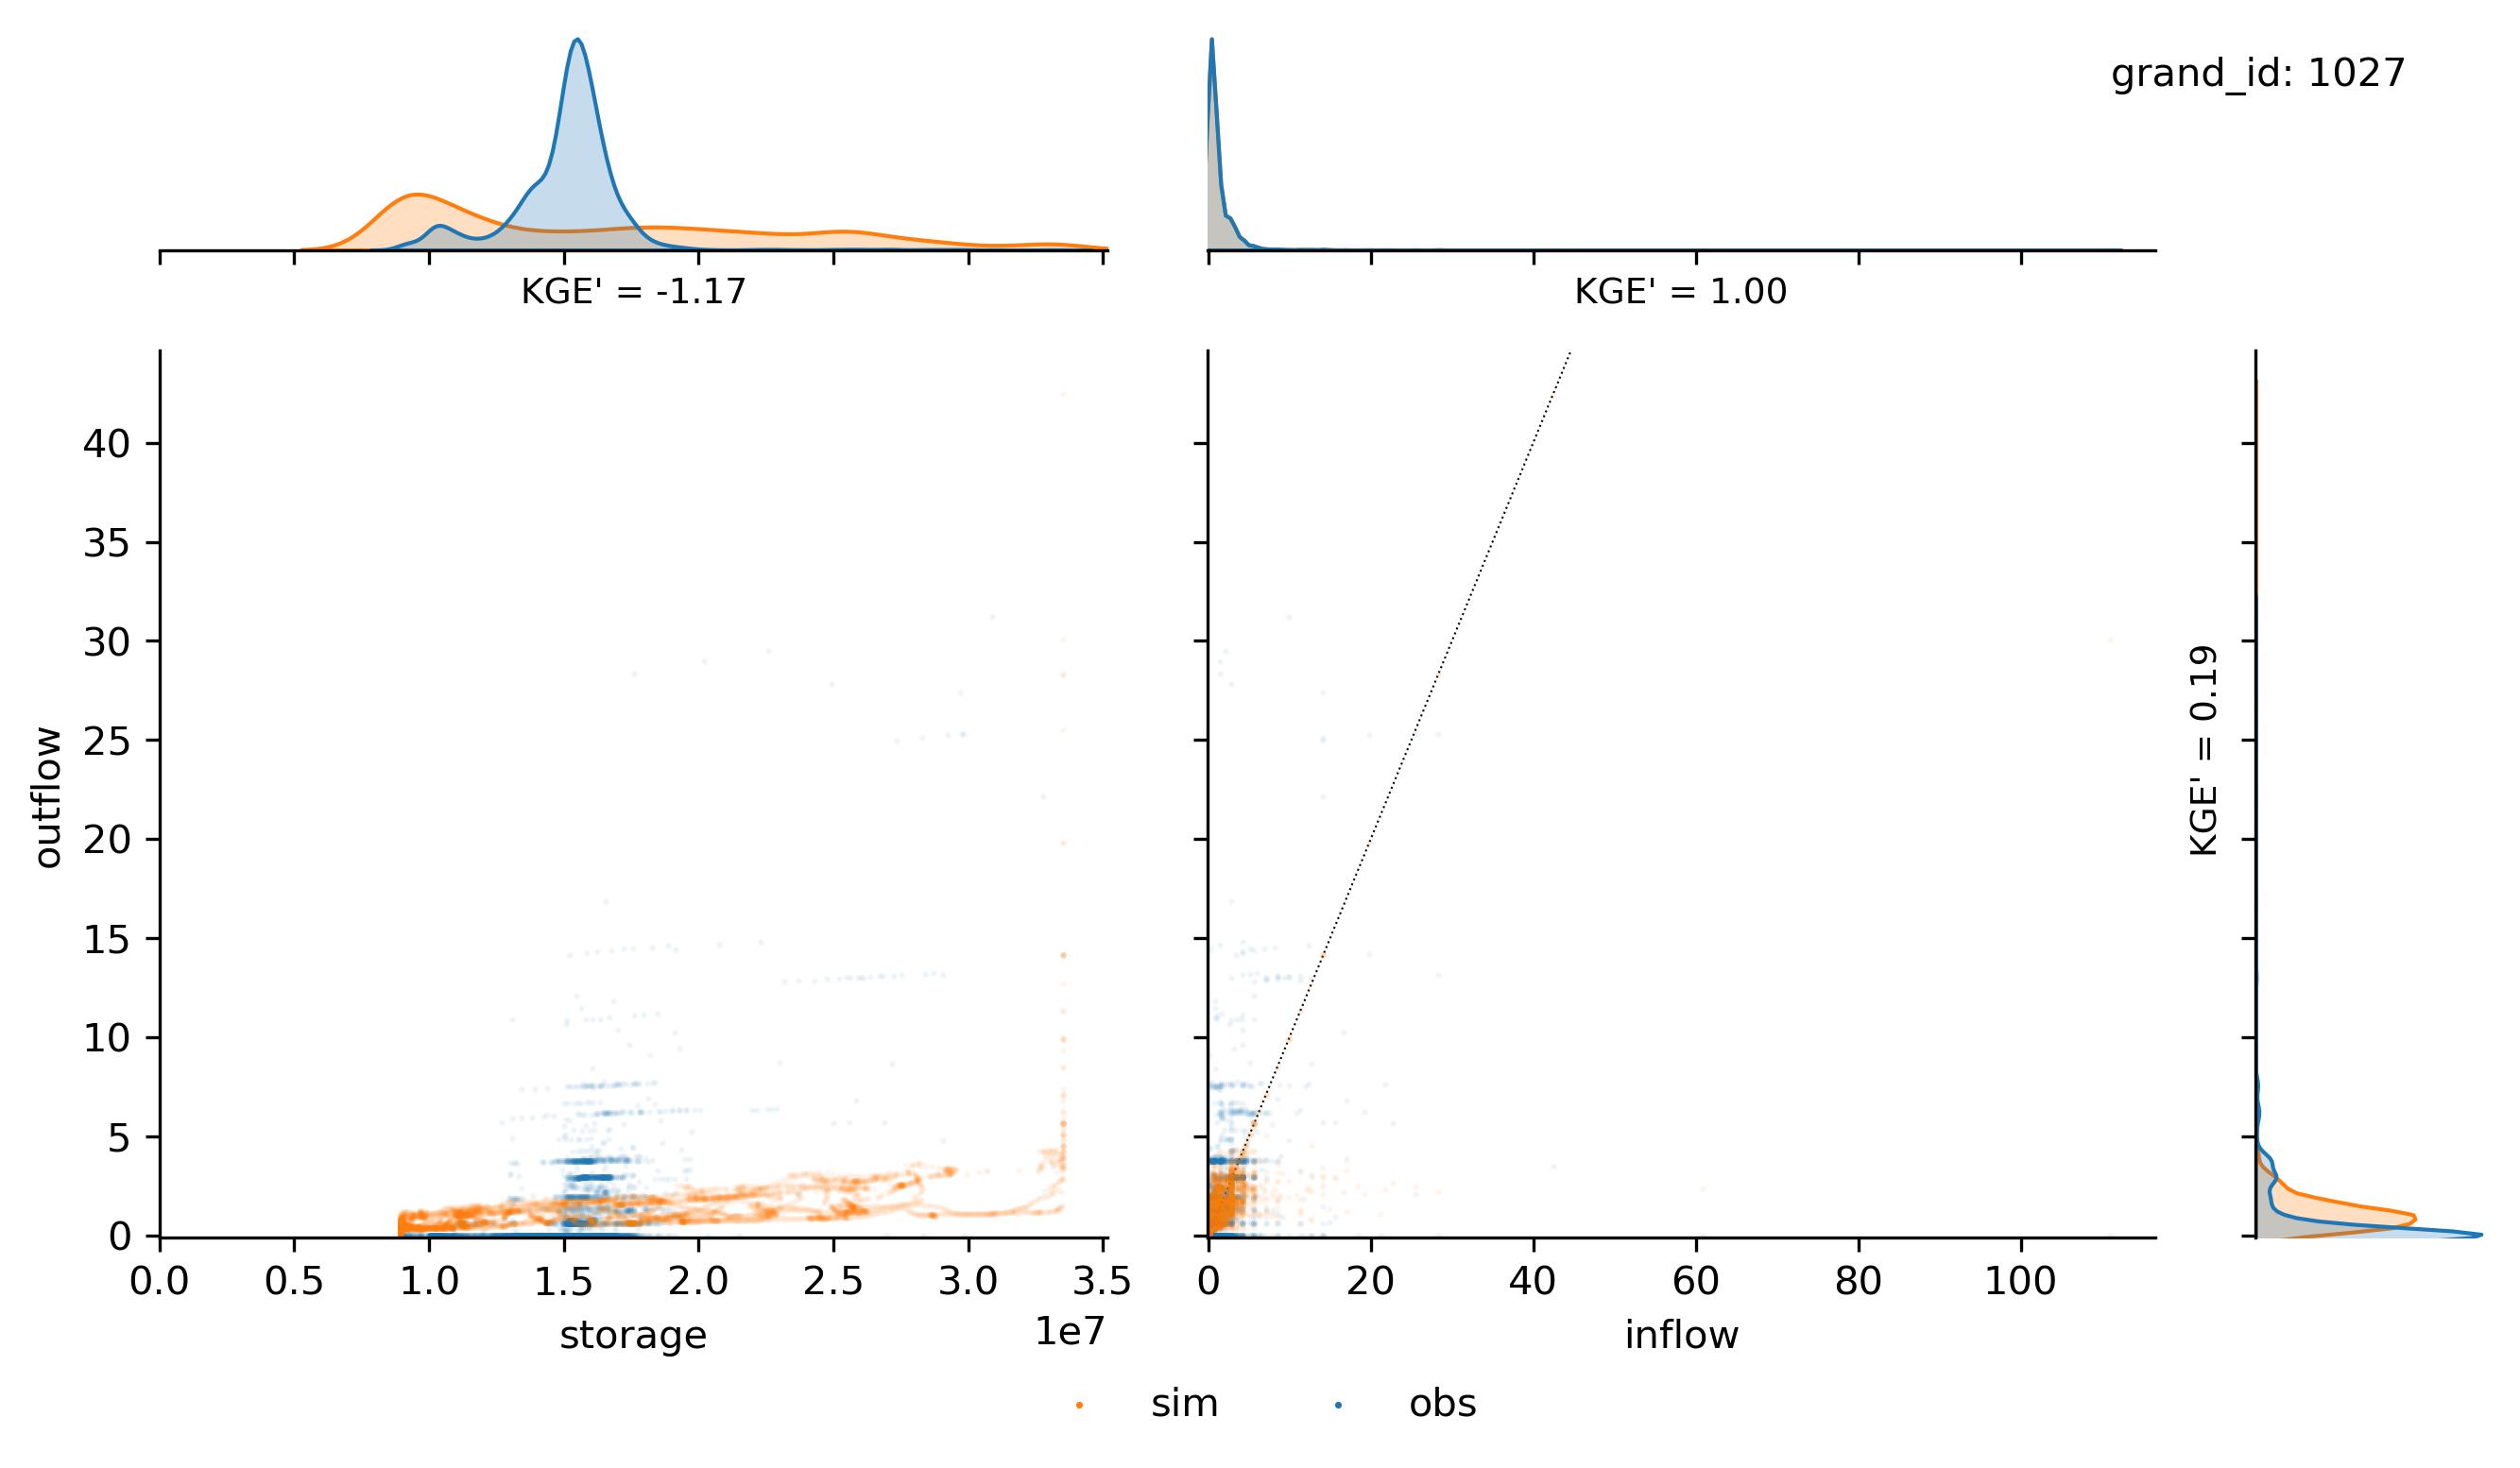 grand_id: 1027
KGE' = -1.17
KGE' = 1.00
outflow
40
35
30
25
20
15
10
5
0
KGE' = 0.19
0.0 0.5 1.0 1.5 2.0 2.5 3.0 3.5
0 20 40 60 80 100
storage
1e7
inflow
sim obs